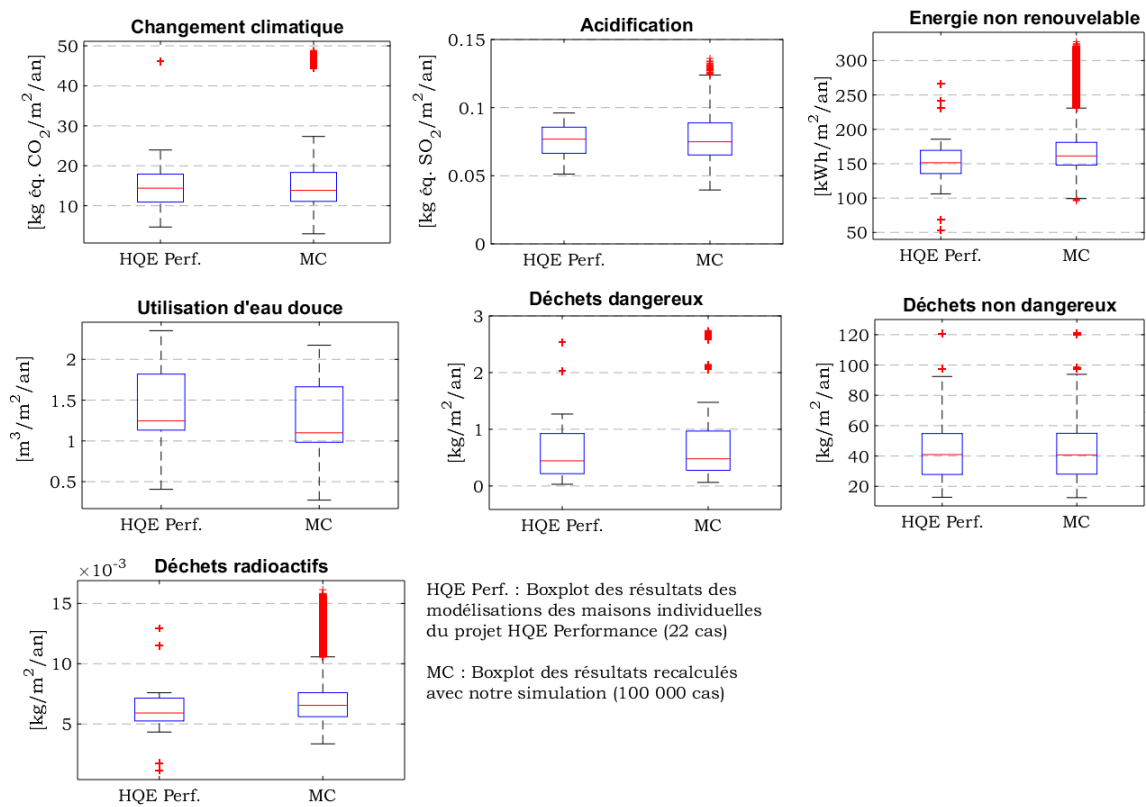 Changement climatique
[kg éq. CO2/m2/an]
50
40
30
20
10
HQE Perf.
MC
Acidification
[kg éq. SO2/m2/an]
0.15
0.1
0.05
0
HQE Perf.
MC
Energie non renouvelable
[kWh/m2/an]
300
250
200
150
100
50
HQE Perf.
MC
Utilisation d'eau douce
[m3/m2/an]
2
1.5
1
0.5
HQE Perf.
MC
Déchets dangereux
[kg/m2/an]
3
2
1
0
HQE Perf.
MC
Déchets non dangereux
[kg/m2/an]
120
100
80
60
40
20
HQE Perf.
MC
Déchets radioactifs
×10-3
[kg/m2/an]
15
10
5
HQE Perf.
MC
HQE Perf. : Boxplot des résultats des
modélisations des maisons individuelles
du projet HQE Performance (22 cas)
MC : Boxplot des résultats recalculés
avec notre simulation (100 000 cas)